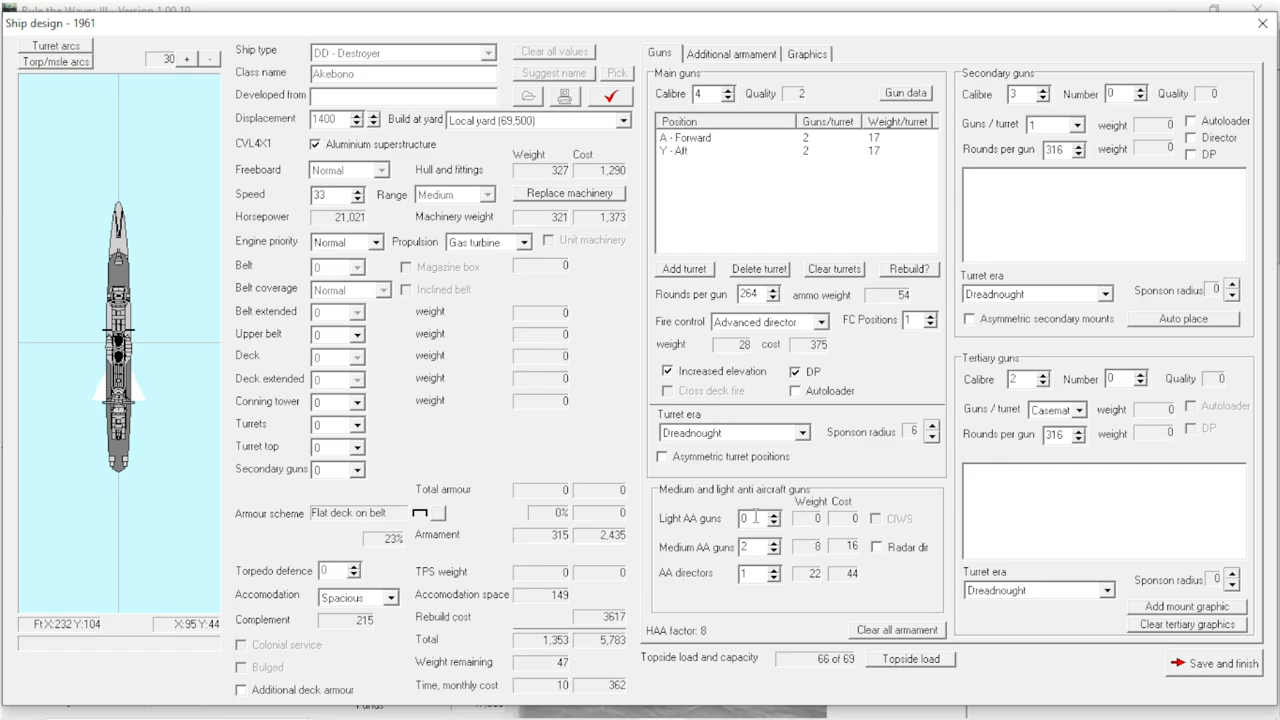 Rule the Waves III - Version 1.00.19
Ship design - 1961
Turret arcs
Torp/msle arcs
30 + -
Ft X:232 Y:104 X:95 Y:44
Ship type DD - Destroyer Clear all values
Class name Akebono Suggest name Pick
Developed from
Displacement 1400 Build at yard Local yard (69,500)
CVL4X1 Aluminium superstructure
Weight Cost
Freeboard Normal Hull and fittings 327 1,290
Speed 33 Range Medium Replace machinery
Horsepower 21,021 Machinery weight 321 1,373
Engine priority Normal Propulsion Gas turbine Unit machinery
Belt 0 Magazine box 0
Belt coverage Normal Inclined belt
Belt extended 0 weight 0
Upper belt 0 weight 0
Deck 0 weight 0
Deck extended 0 weight 0
Conning tower 0 weight 0
Turrets 0
Turret top 0
Secondary guns 0
Total armour 0 0
Armour scheme Flat deck on belt 0% 0
23% Armament 315 2,435
Torpedo defence 0 TPS weight 0 0
Accomodation Spacious Accomodation space 149
Complement 215 Rebuild cost 3617
Colonial service Total 1,353 5,783
Bulged Weight remaining 47
Additional deck armour Time, monthly cost 10 362
Guns Additional armament Graphics
Main guns
Calibre 4 Quality 2 Gun data
Position Guns/turret Weight/turret
A - Forward 2 17
Y - Aft 2 17
Add turret Delete turret Clear turrets Rebuild?
Rounds per gun 264 ammo weight 54
Fire control Advanced director FC Positions 1
weight 28 cost 375
Increased elevation DP
Cross deck fire Autoloader
Turret era
Dreadnought Sponson radius 6
Asymmetric turret positions
Medium and light anti aircraft guns
Weight Cost
Light AA guns 0 0 0 CIWS
Medium AA guns 2 8 16 Radar dir
AA directors 1 22 44
HAA factor: 8 Clear all armament
Topside load and capacity 66 of 69 Topside load
Secondary guns
Calibre 3 Number 0 Quality 0
Guns / turret 1 weight 0 Autoloader
Director
Rounds per gun 316 weight 0 DP
Turret era
Dreadnought Sponson radius 0
Asymmetric secondary mounts Auto place
Tertiary guns
Calibre 2 Number 0 Quality 0
Guns / turret Casemat weight 0 Autoloader
Rounds per gun 316 weight 0 DP
Turret era
Dreadnought Sponson radius 0
Add mount graphic
Clear tertiary graphics
Save and finish